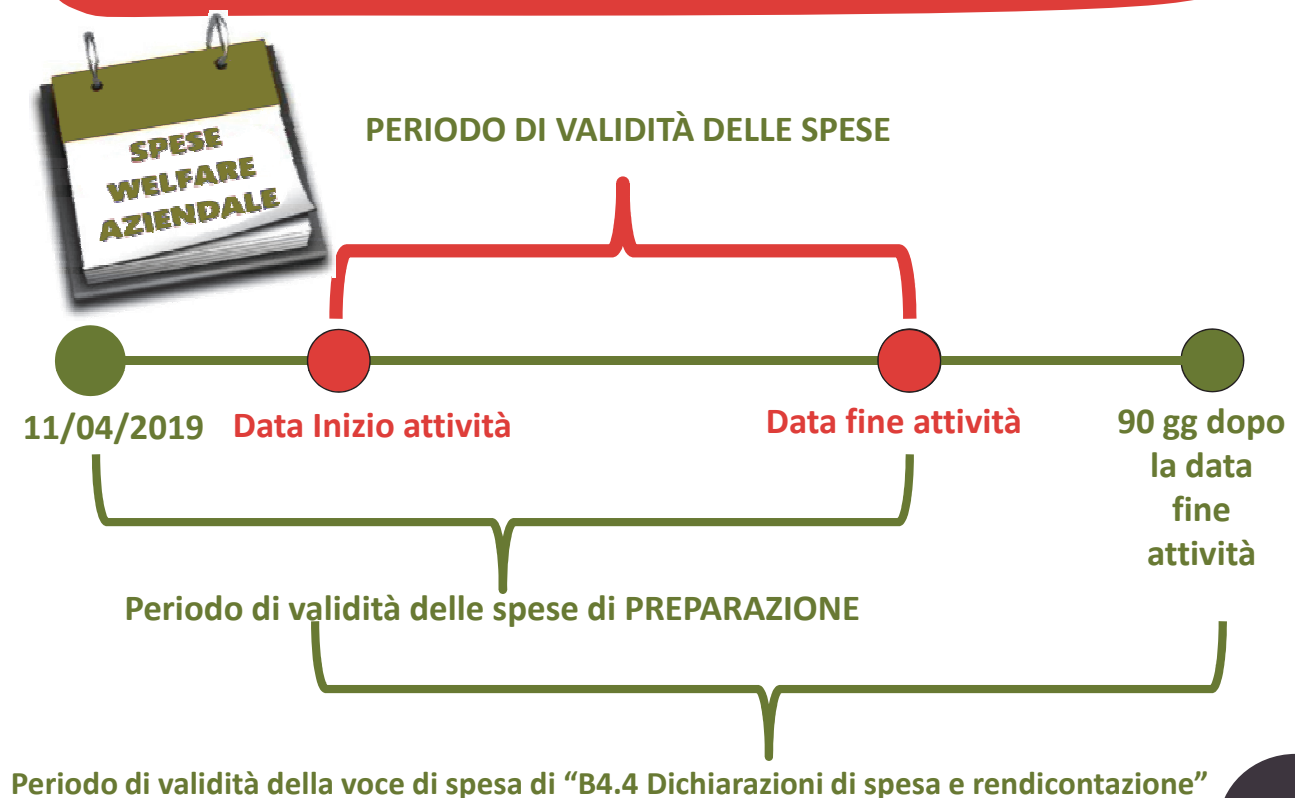 SPESE
WELFARE
AZIENDALE
PERIODO DI VALIDITÀ DELLE SPESE
11/04/2019
Data Inizio attività
Data fine attività
90 gg dopo
la data
fine
attività
Periodo di validità delle spese di PREPARAZIONE
Periodo di validità della voce di spesa di “B4.4 Dichiarazioni di spesa e rendicontazione”